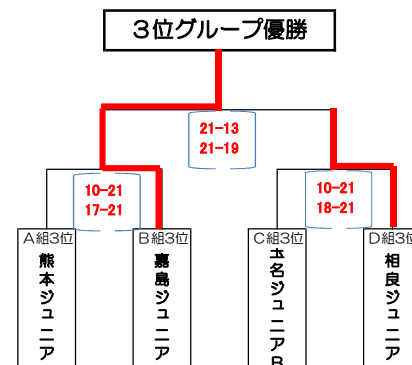 3位グループ優勝
21-13
21-19
10-21
17-21
10-21
18-21
A組3位
B組3位
C組3位
D組3位
熊本ジュニア
嘉島ジュニア
玉名ジュニアB
相良ジュニア